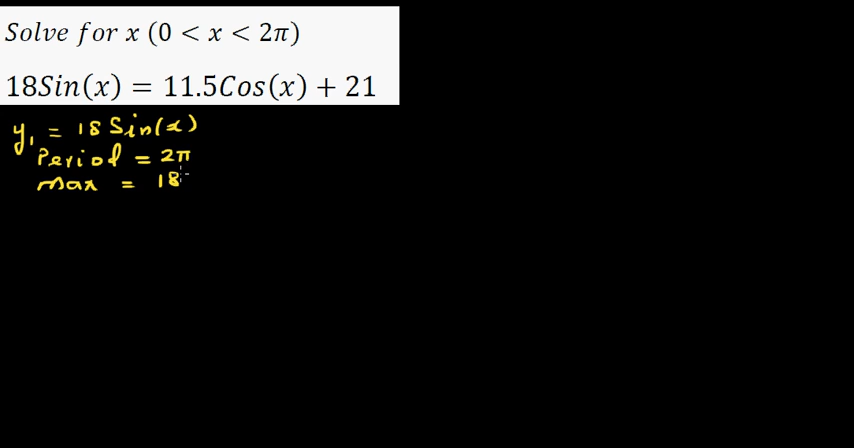 Solve for x (0 < x < 2π)
18Sin(x) = 11.5Cos(x) + 21
y₁ = 18 Sin(x)
Period = 2π
max = 18